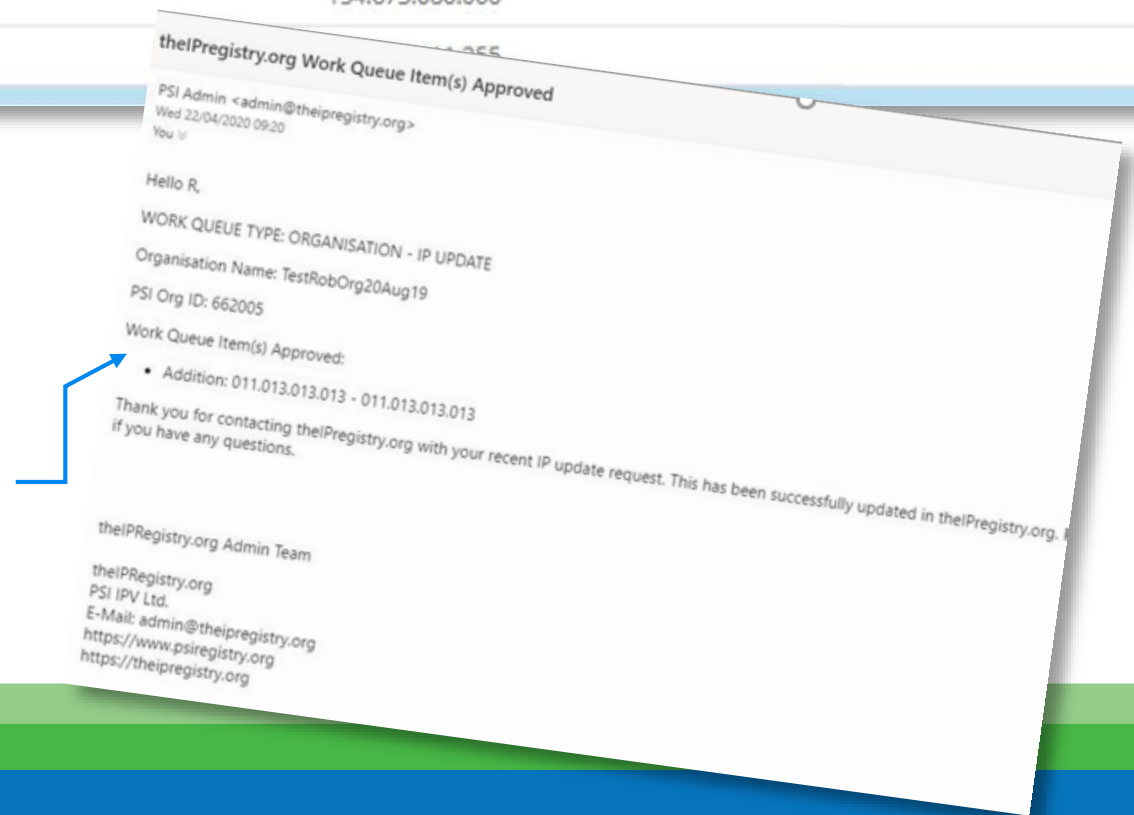 theIPregistry.org Work Queue Item(s) Approved
PSI Admin <admin@theipregistry.org>
Wed 22/04/2020 09:20
You
Hello R,
WORK QUEUE TYPE: ORGANISATION - IP UPDATE
Organisation Name: TestRobOrg20Aug19
PSI Org ID: 662005
Work Queue Item(s) Approved:
• Addition: 011.013.013.013 - 011.013.013.013
Thank you for contacting theIPregistry.org with your recent IP update request. This has been successfully updated in theIPregistry.org.
if you have any questions.
theIPRegistry.org Admin Team
theIPRegistry.org
PSI IPV Ltd.
E-Mail: admin@theipregistry.org
https://www.psiregistry.org
https://theipregistry.org